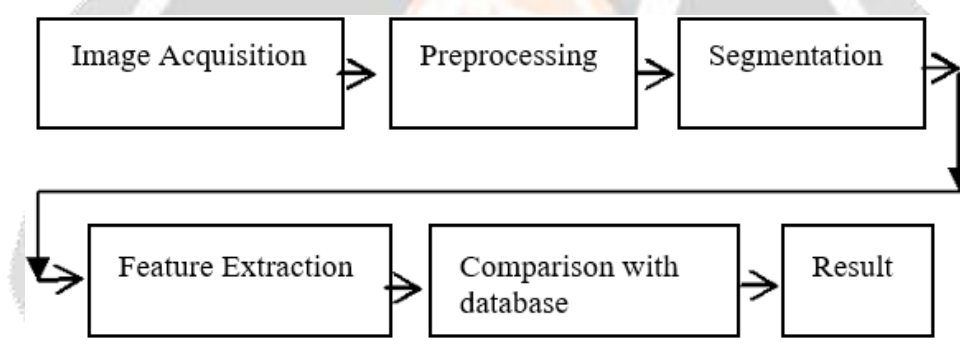 Image Acquisition
Preprocessing
Segmentation
Feature Extraction
Comparison with
database
Result